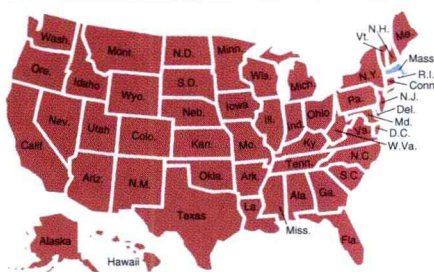 Wash.
Ore.
Calif.
Nev.
Idaho
Mont.
Wyo.
Utah
Ariz.
Colo.
N.M.
N.D.
S.D.
Neb.
Kan.
Okla.
Texas
Minn.
Iowa
Mo.
Ark.
La.
Wis.
Ill.
Mich.
Ind.
Ohio
Ky.
Tenn.
Miss.
Ala.
Ga.
Fla.
S.C.
N.C.
Va.
W.Va.
D.C.
Md.
Del.
N.J.
Pa.
N.Y.
Conn.
R.I.
Mass.
Vt.
N.H.
Me.
Alaska
Hawaii